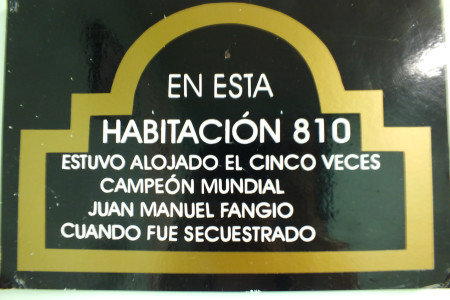 EN ESTA
HABITACIÓN 810
ESTUVO ALOJADO EL CINCO VECES
CAMPEÓN MUNDIAL
JUAN MANUEL FANGIO
CUANDO FUE SECUESTRADO